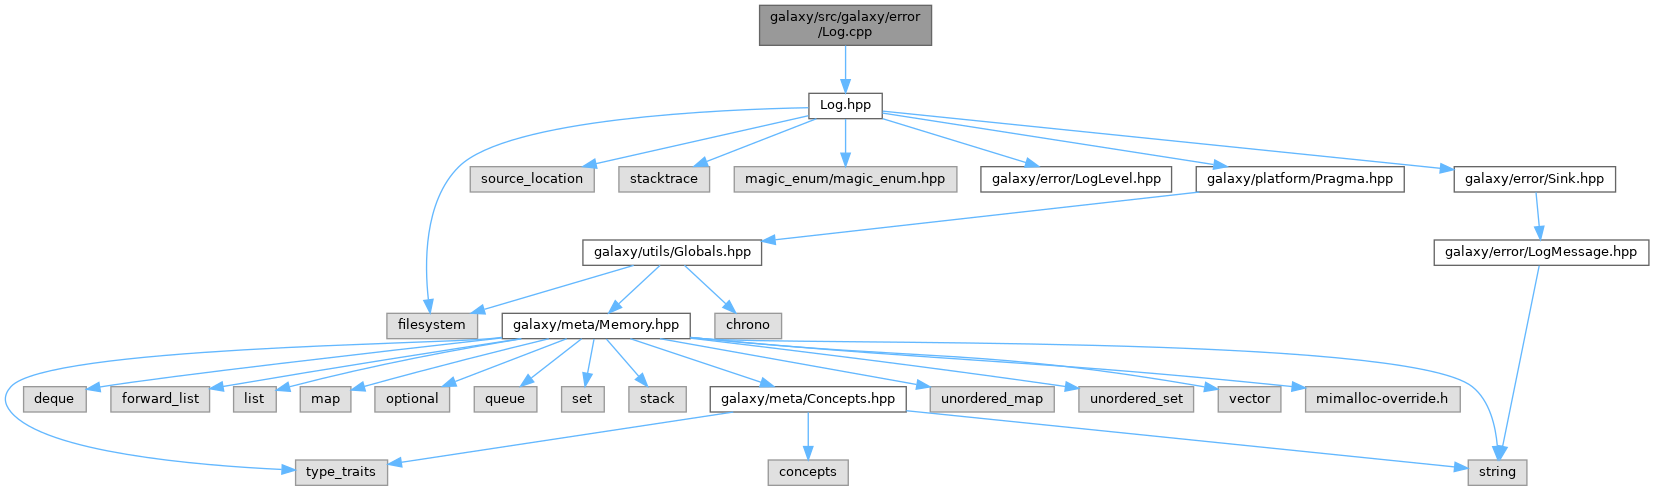 galaxy/src/galaxy/error
/Log.cpp
Log.hpp
source_location
stacktrace
magic_enum/magic_enum.hpp
galaxy/error/LogLevel.hpp
galaxy/platform/Pragma.hpp
galaxy/error/Sink.hpp
galaxy/utils/Globals.hpp
galaxy/error/LogMessage.hpp
filesystem
galaxy/meta/Memory.hpp
chrono
deque
forward_list
list
map
optional
queue
set
stack
galaxy/meta/Concepts.hpp
unordered_map
unordered_set
vector
mimalloc-override.h
type_traits
concepts
string